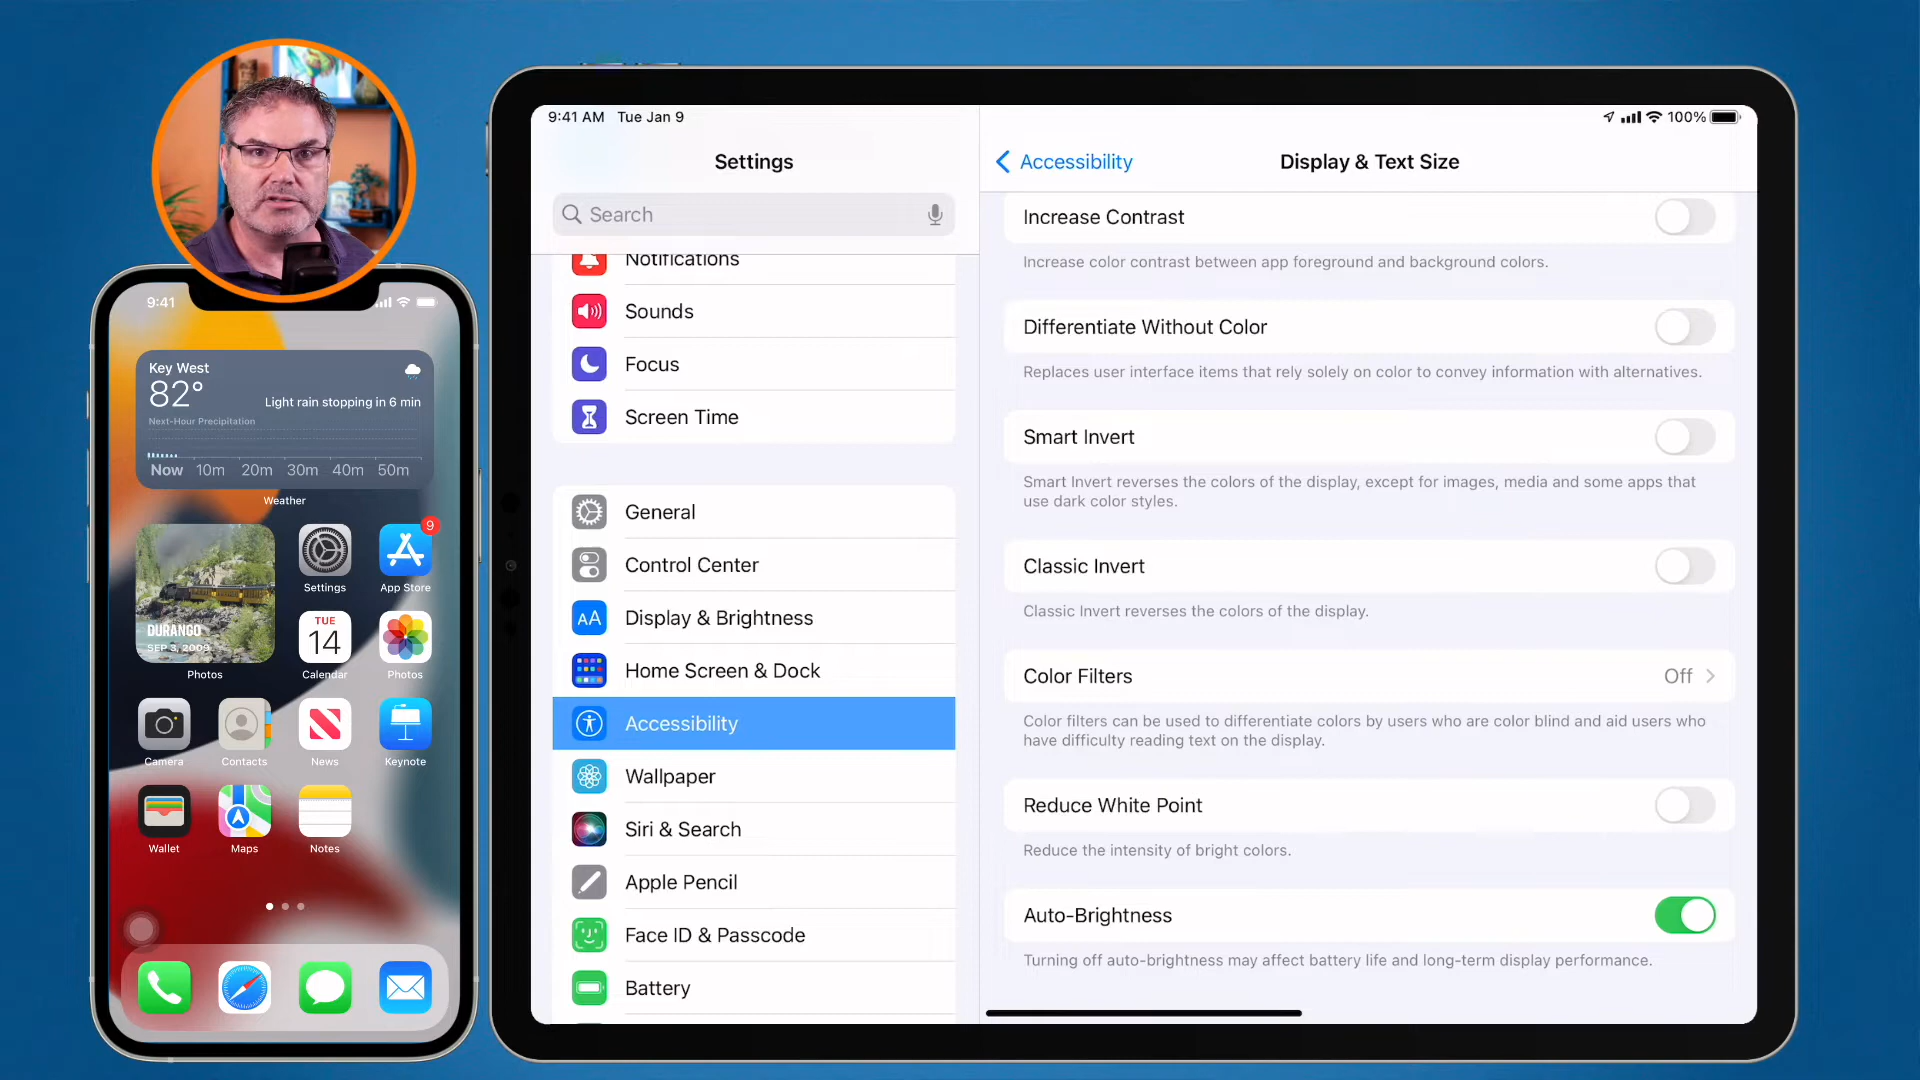 9:41
Key West
82°
Light rain stopping in 6 min
Next-Hour Precipitation
Now 10m 20m 30m 40m 50m
Weather
DURANGO
SEP 3, 2009
Photos
Settings
9
App Store
TUE
14
Calendar
Photos
Camera
Contacts
News
Keynote
Wallet
Maps
Notes
9:41 AM Tue Jan 9
100%
Settings
Search
Notifications
Sounds
Focus
Screen Time
General
Control Center
AA Display & Brightness
Home Screen & Dock
Accessibility
Wallpaper
Siri & Search
Apple Pencil
Face ID & Passcode
Battery
Accessibility
Display & Text Size
Increase Contrast
Increase color contrast between app foreground and background colors.
Differentiate Without Color
Replaces user interface items that rely solely on color to convey information with alternatives.
Smart Invert
Smart Invert reverses the colors of the display, except for images, media and some apps that
use dark color styles.
Classic Invert
Classic Invert reverses the colors of the display.
Color Filters Off
Color filters can be used to differentiate colors by users who are color blind and aid users who
have difficulty reading text on the display.
Reduce White Point
Reduce the intensity of bright colors.
Auto-Brightness
Turning off auto-brightness may affect battery life and long-term display performance.